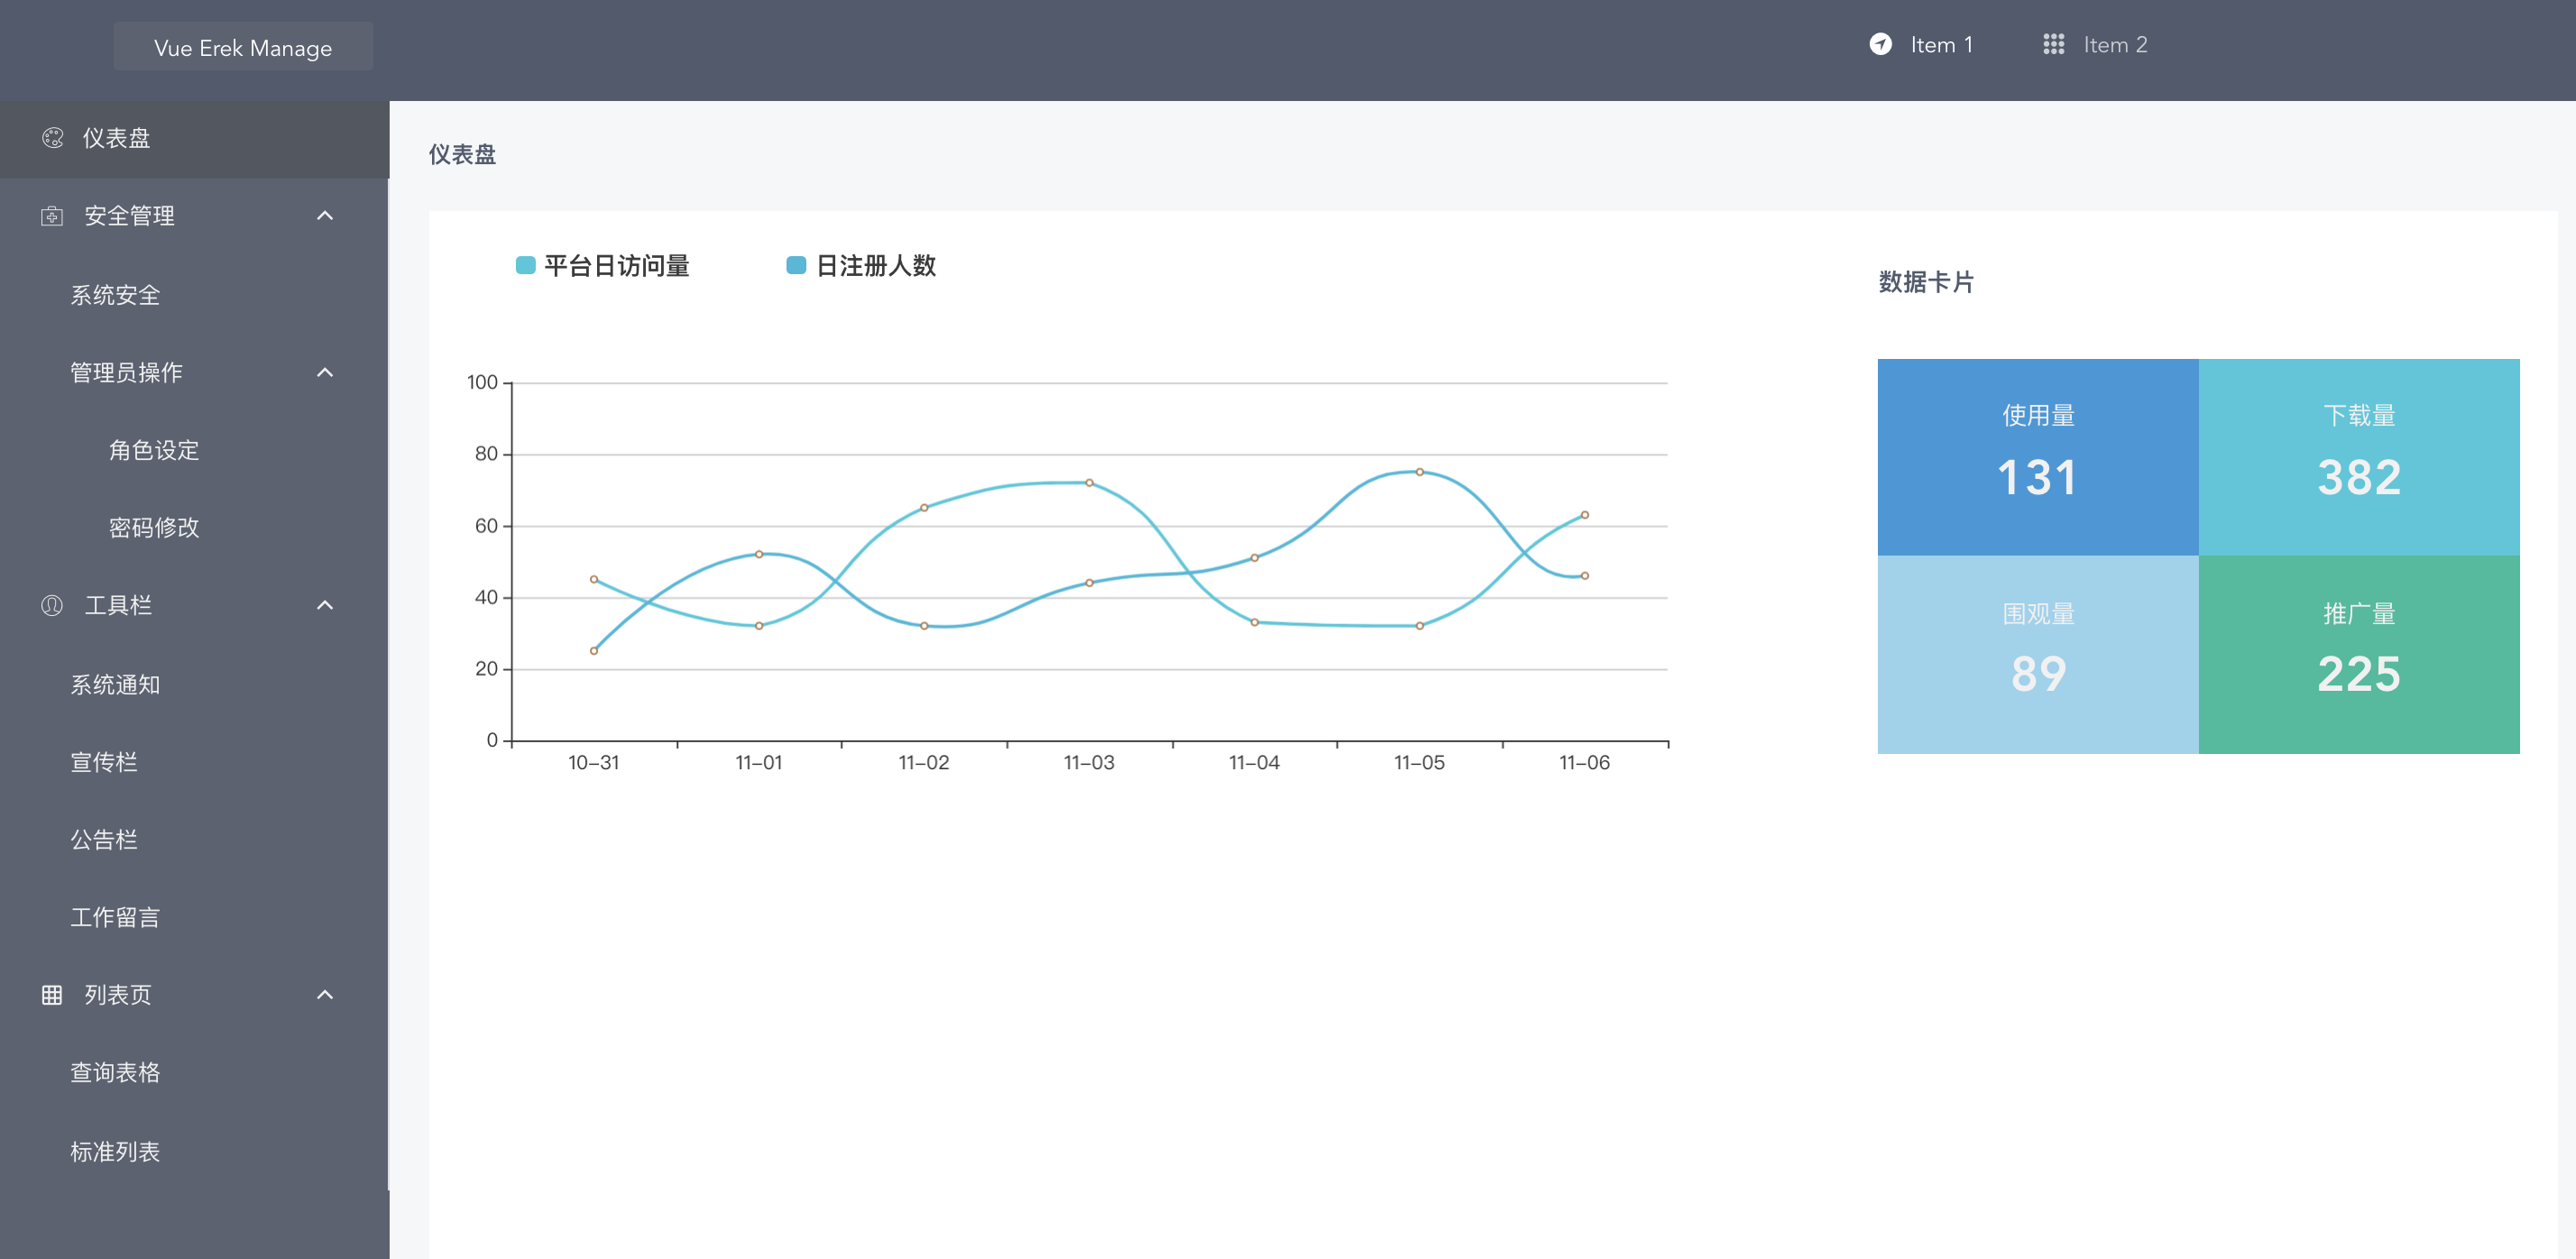 Vue Erek Manage
Item 1
Item 2
仪表盘
安全管理
系统安全
管理员操作
角色设定
密码修改
工具栏
系统通知
宣传栏
公告栏
工作留言
列表页
查询表格
标准列表
仪表盘
平台日访问量
日注册人数
100
80
60
40
20
0
10-31
11-01
11-02
11-03
11-04
11-05
11-06
数据卡片
使用量
131
下载量
382
围观量
89
推广量
225